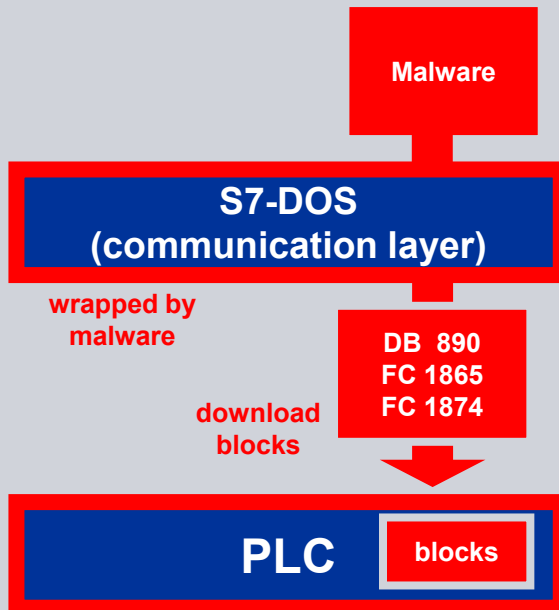 Malware
S7-DOS
(communication layer)
wrapped by
malware
DB 890
FC 1865
FC 1874
download
blocks
PLC
blocks